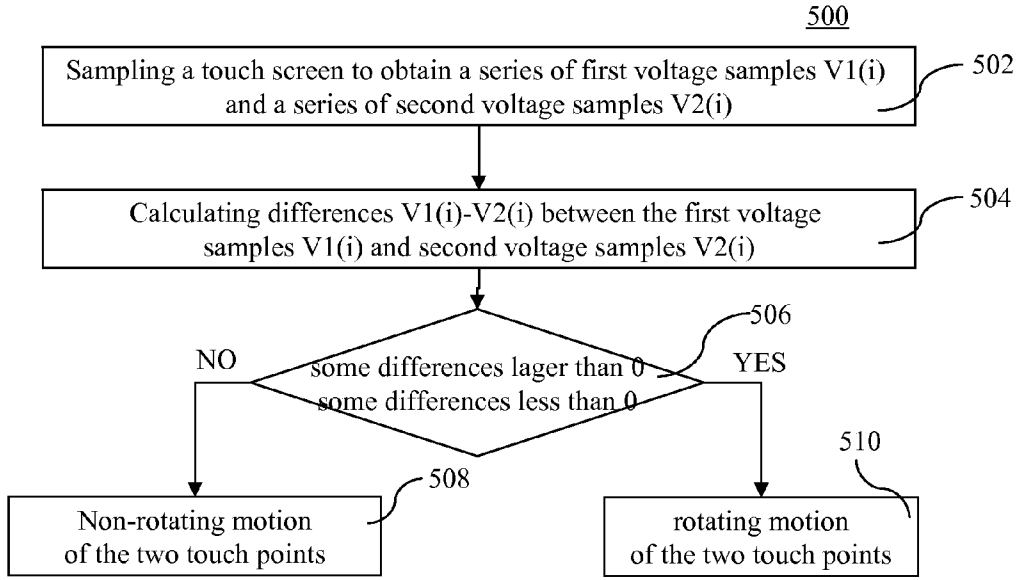 500
Sampling a touch screen to obtain a series of first voltage samples V1(i)
and a series of second voltage samples V2(i)
502
Calculating differences V1(i)-V2(i) between the first voltage
samples V1(i) and second voltage samples V2(i)
504
some differences lager than 0
some differences less than 0
506
NO
YES
Non-rotating motion
of the two touch points
508
rotating motion
of the two touch points
510